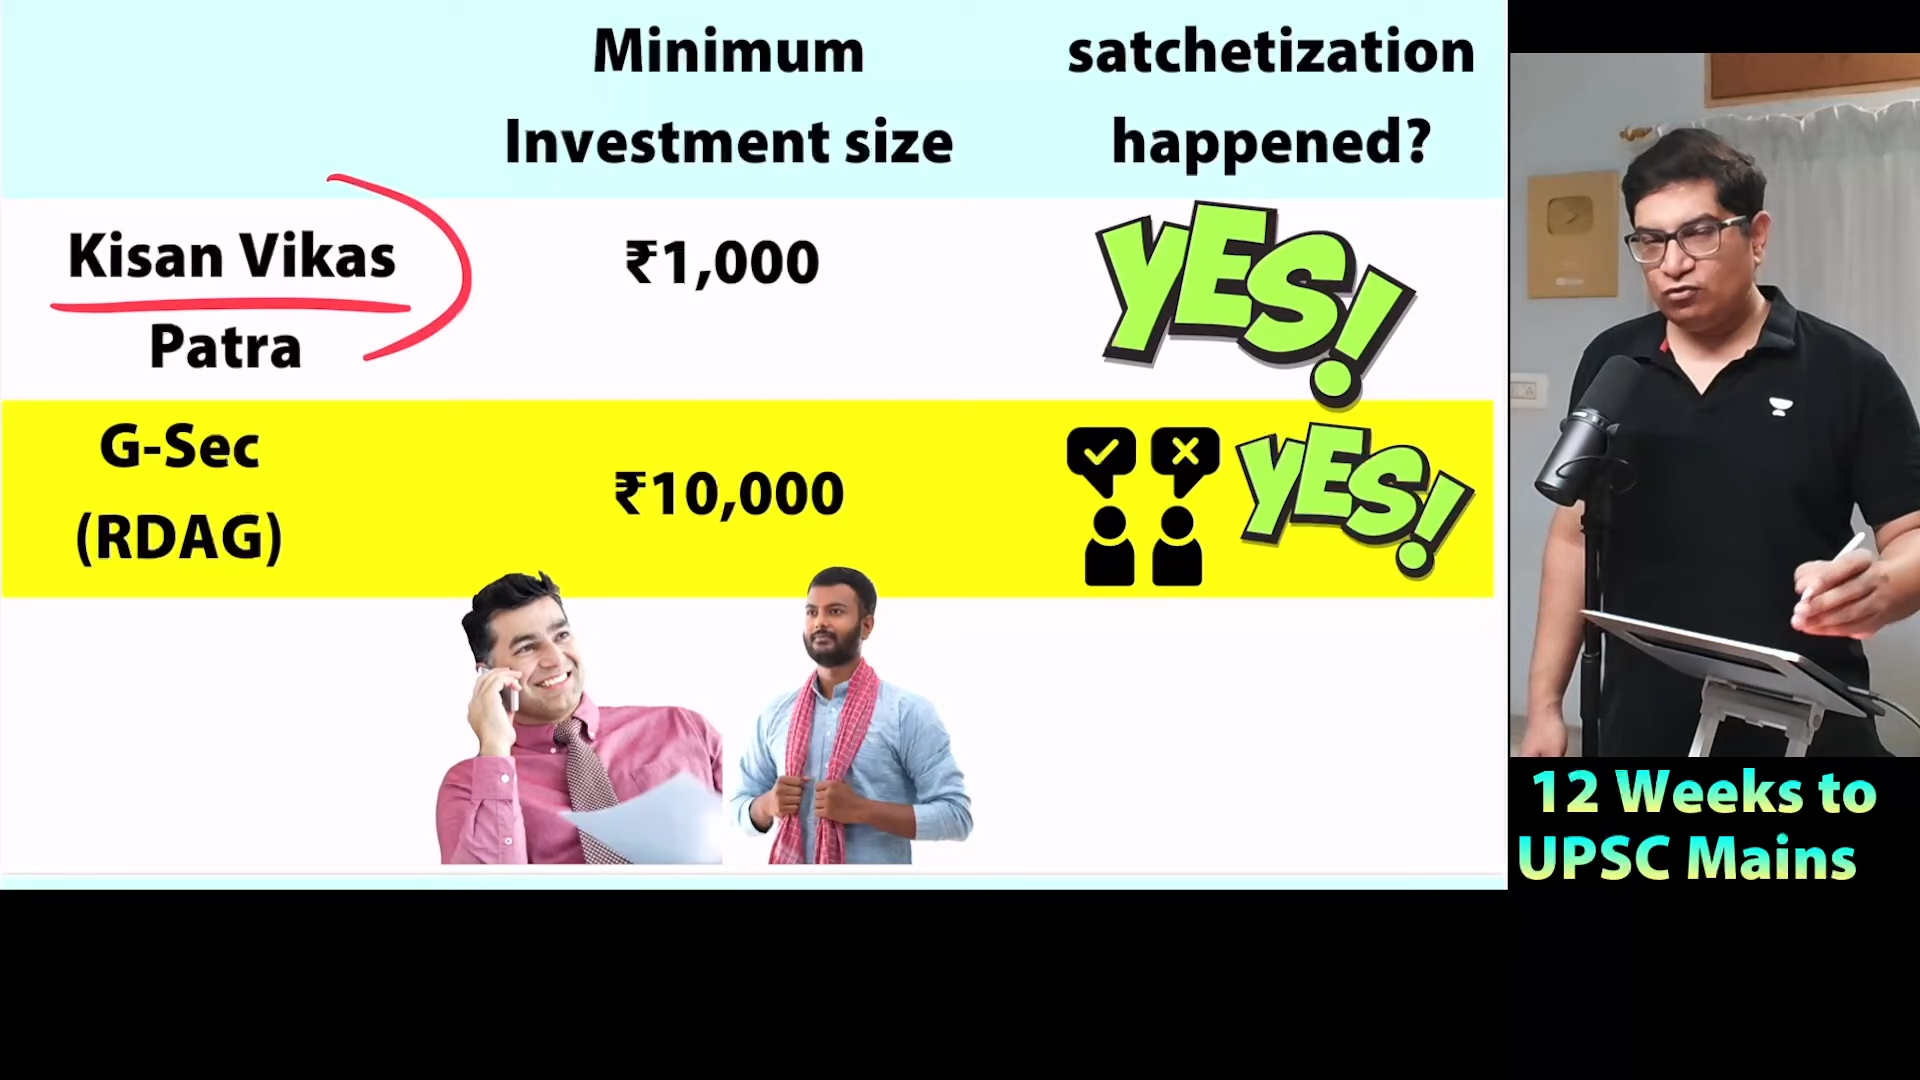 Minimum
Investment size
satchetization
happened?
Kisan Vikas
Patra
₹1,000
YES!
G-Sec
(RDAG)
₹10,000
YES!
12 Weeks to
UPSC Mains